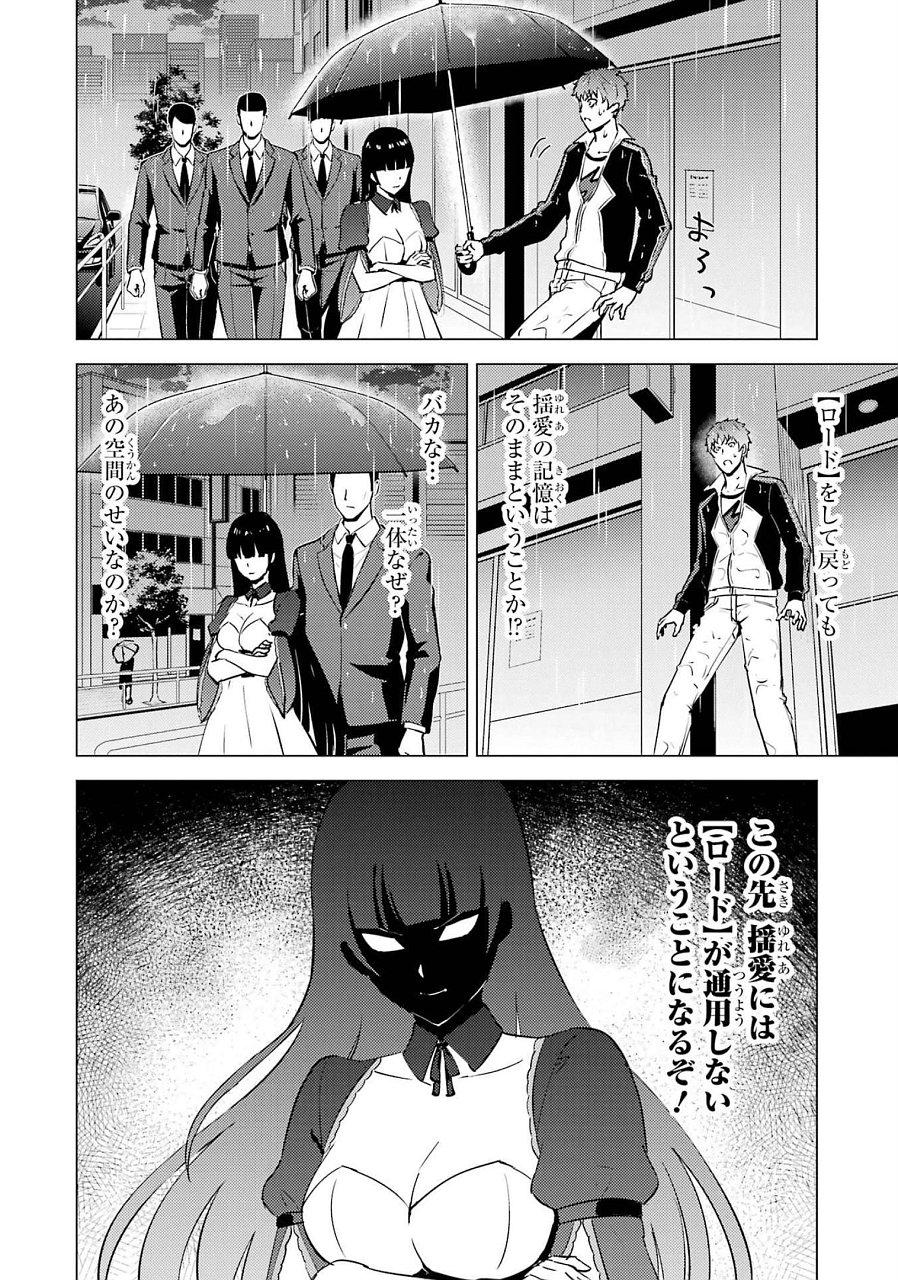 よろっ
【ロード】をして戻っても
揺愛の記憶は
そのままということか!?
バカな‥
一体なぜ?
あの空間のせいなのか?
この先 揺愛には
【ロード】が通用しない
ということになるぞ!